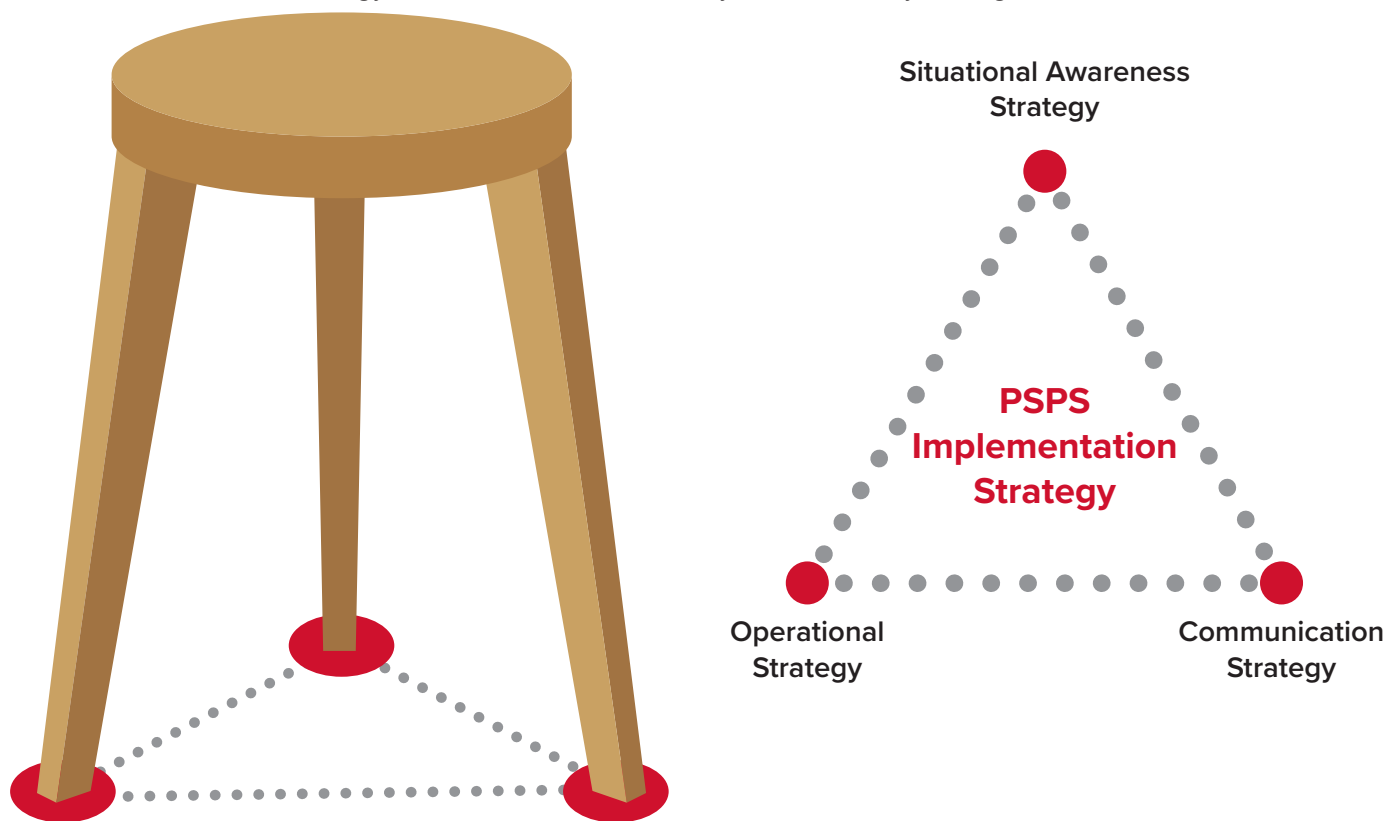 Situational Awareness
Strategy
PSPS
Implementation
Strategy
Operational
Strategy
Communication
Strategy